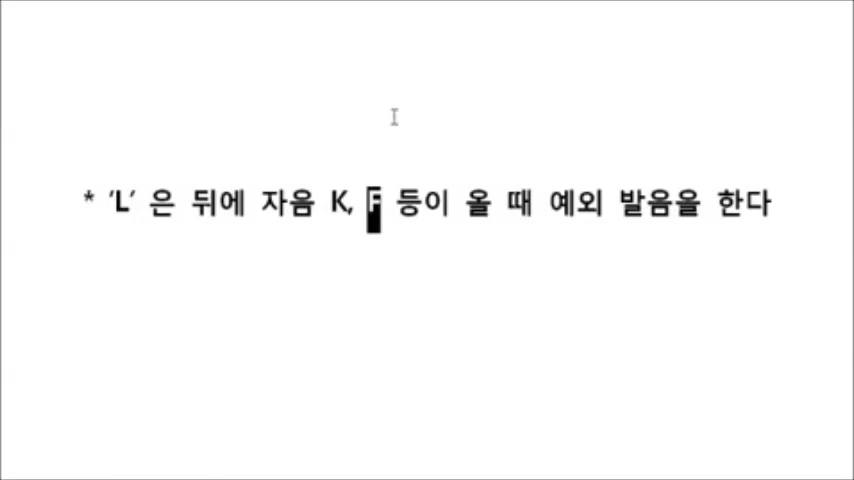 * 'L' 은 뒤에 자음 K, F 등이 올 때 예외 발음을 한다